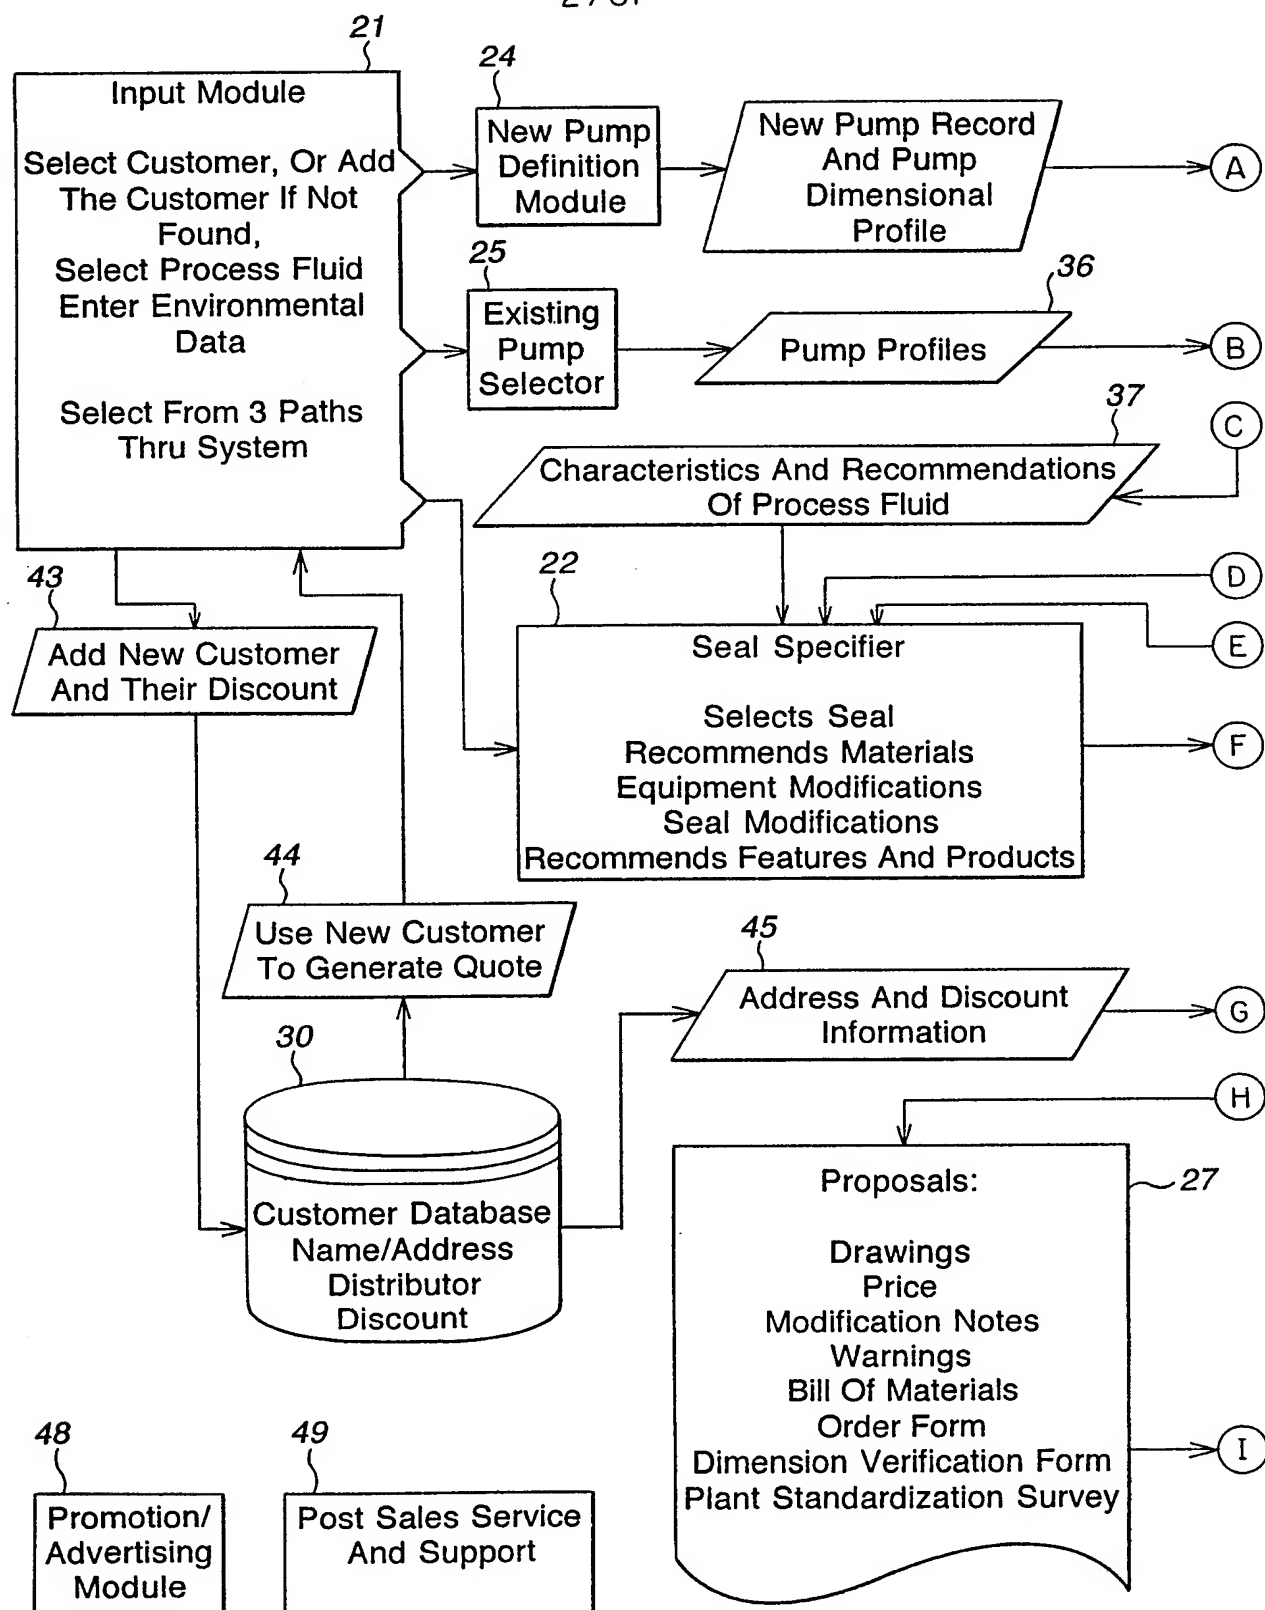 21
Input Module
Select Customer, Or Add
The Customer If Not
Found,
Select Process Fluid
Enter Environmental
Data
Select From 3 Paths
Thru System
24
New Pump
Definition
Module
New Pump Record
And Pump
Dimensional
Profile
A
25
Existing
Pump
Selector
36
Pump Profiles
B
37
Characteristics And Recommendations
Of Process Fluid
C
D
E
22
Seal Specifier
Selects Seal
Recommends Materials
Equipment Modifications
Seal Modifications
Recommends Features And Products
F
43
Add New Customer
And Their Discount
44
Use New Customer
To Generate Quote
45
Address And Discount
Information
G
30
Customer Database
Name/Address
Distributor
Discount
H
27
Proposals:
Drawings
Price
Modification Notes
Warnings
Bill Of Materials
Order Form
Dimension Verification Form
Plant Standardization Survey
I
48
Promotion/
Advertising
Module
49
Post Sales Service
And Support